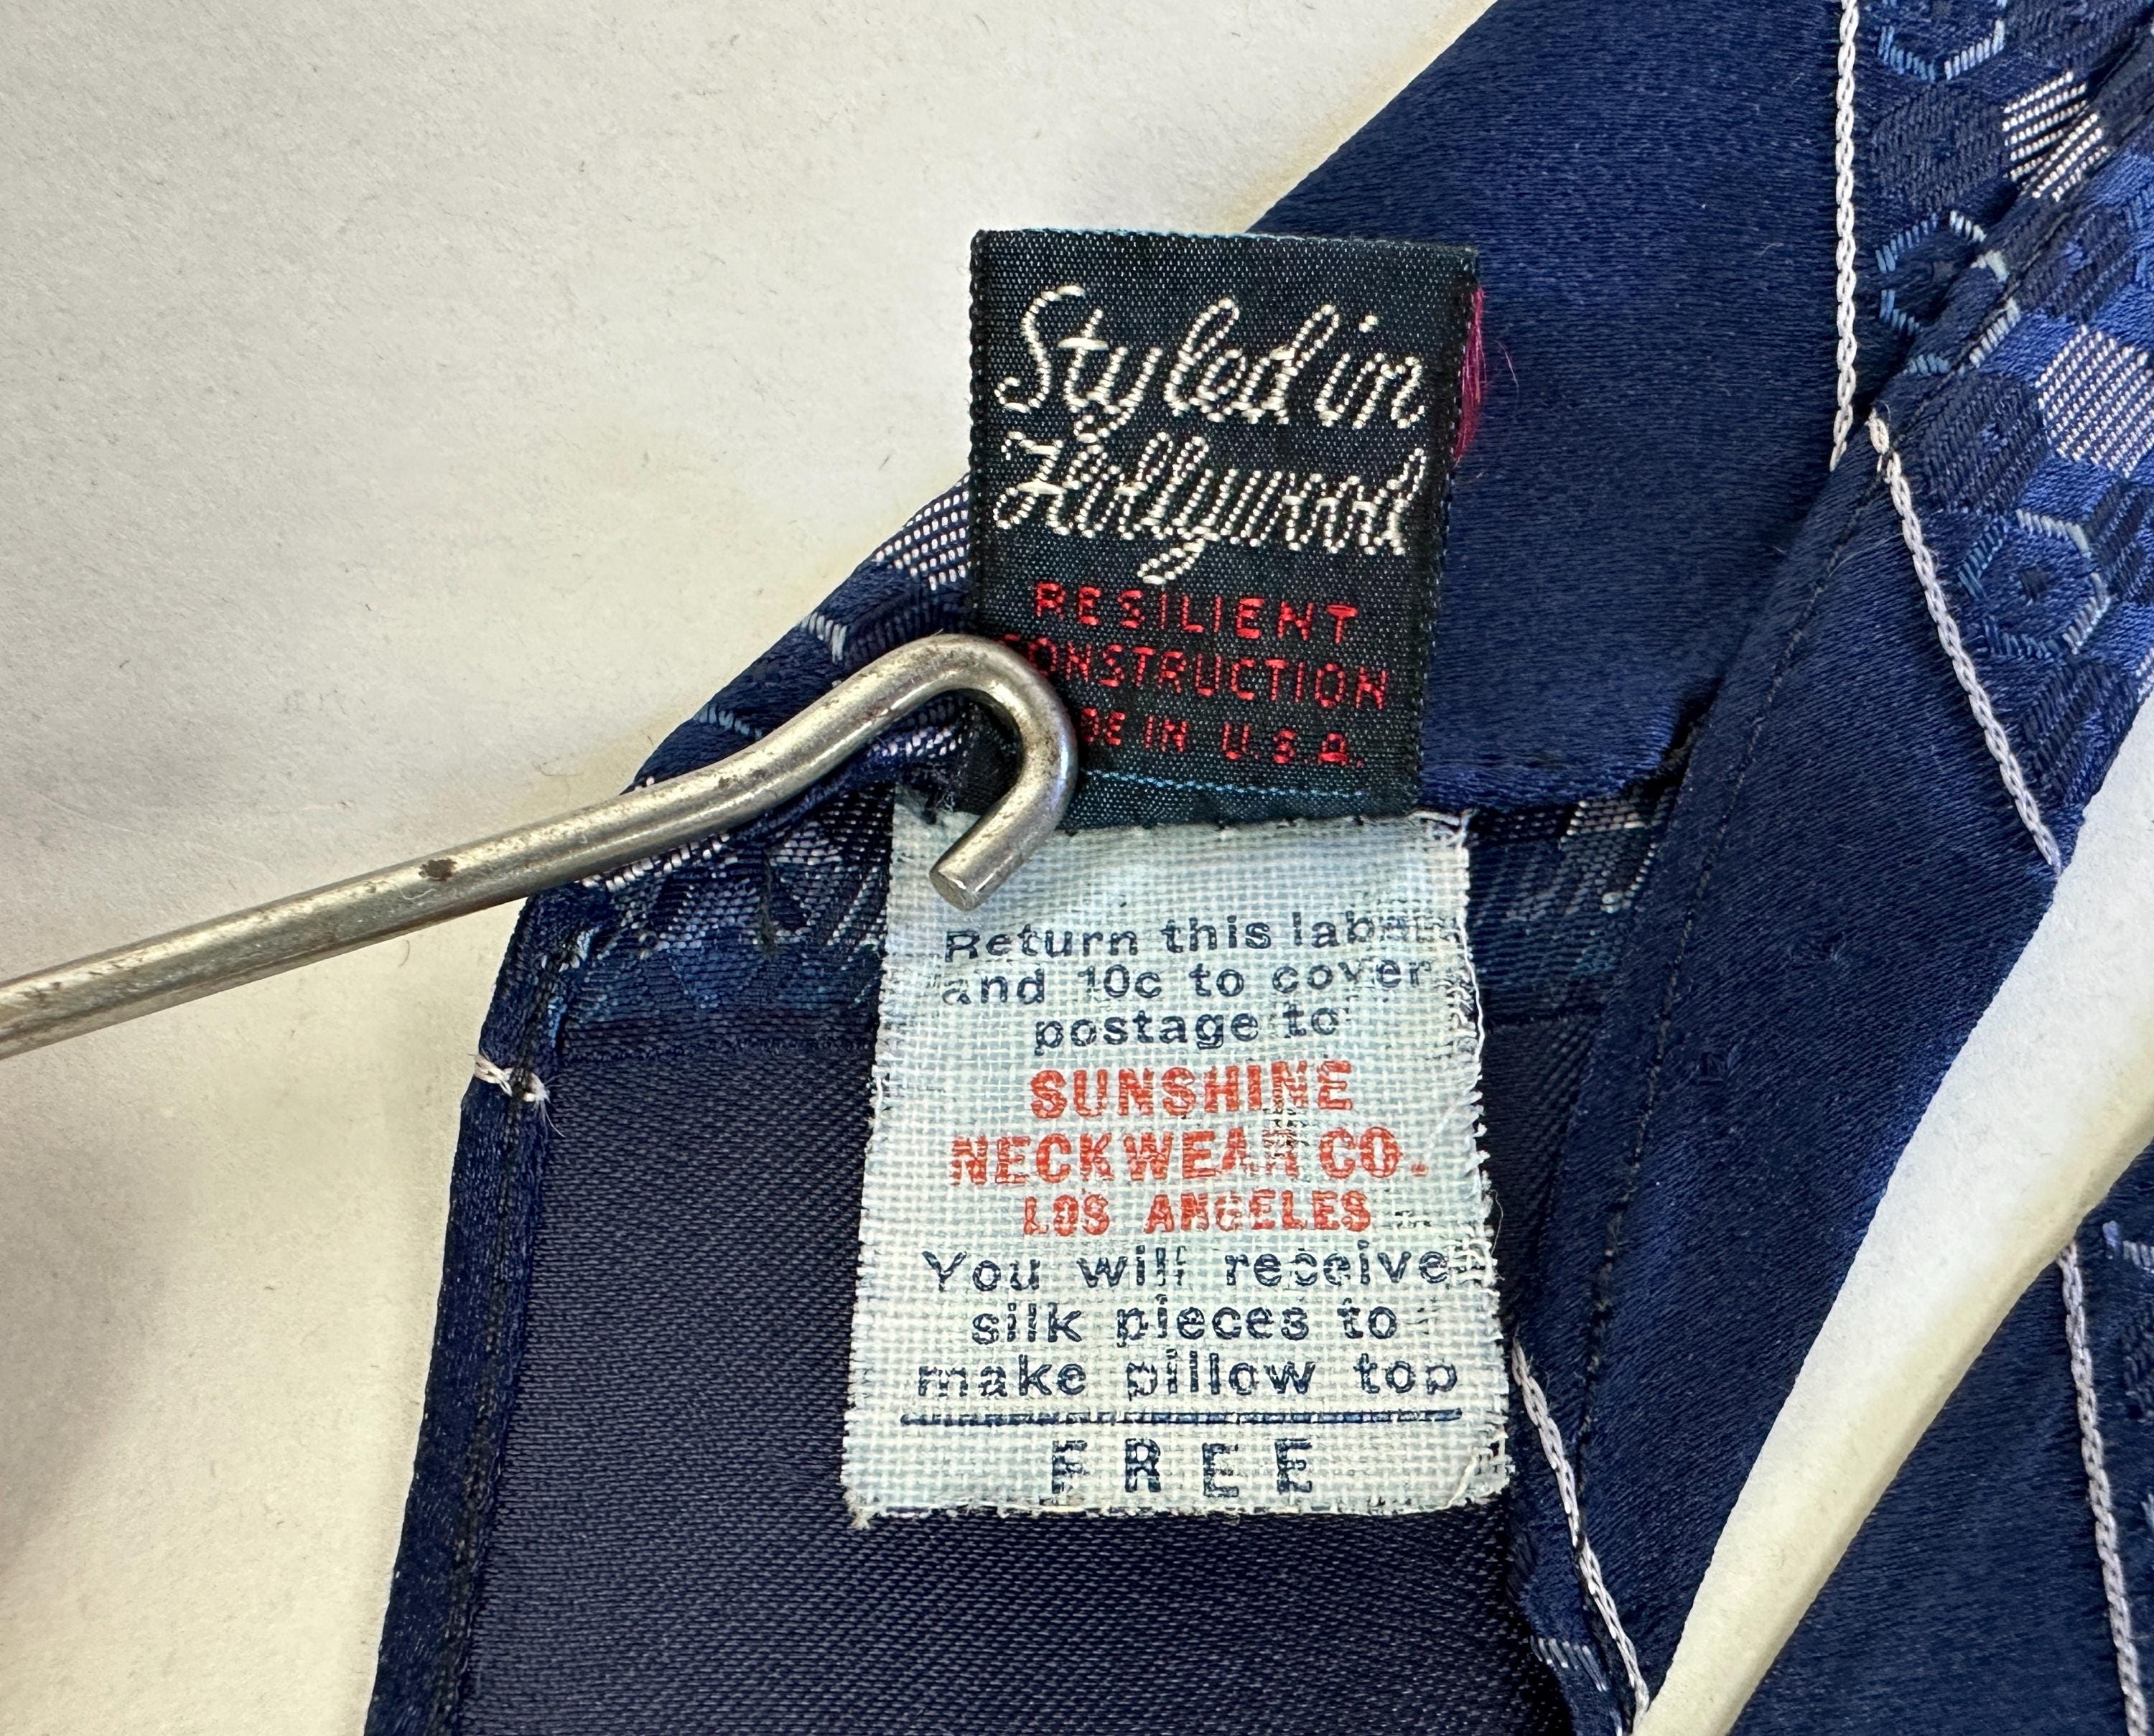 Styled in
Hollywood
RESILIENT
CONSTRUCTION
DE IN U.S.A.
Return this label
and 10c to cover
postage to
SUNSHINE
NECKWEAR CO.
LOS ANGELES
You will receive
silk pieces to
make pillow top
FREE